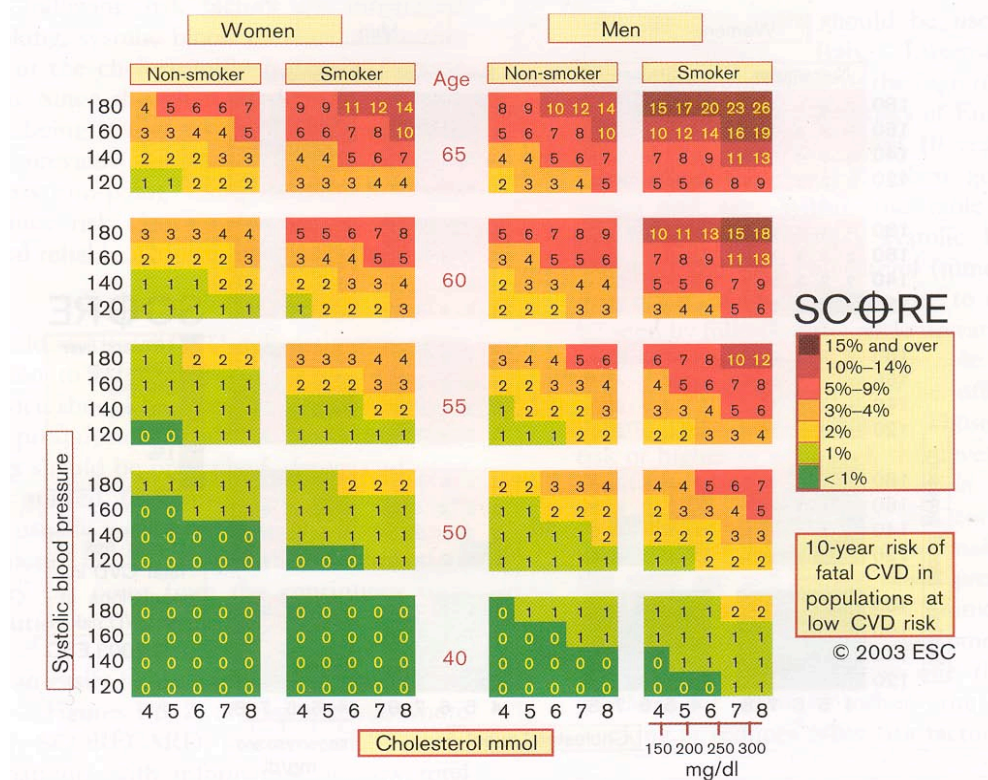 Women Men
Non-smoker Smoker Age Non-smoker Smoker
180 4 5 6 6 7 9 9 11 12 14 8 9 10 12 14 15 17 20 23 26
160 3 3 4 4 5 6 6 7 8 10 5 6 7 8 10 10 12 14 16 19
140 2 2 2 3 3 4 4 5 6 7 65 4 4 5 6 7 7 8 9 11 13
120 1 1 2 2 2 3 3 3 4 4 2 3 3 4 5 5 5 6 8 9
180 3 3 3 4 4 5 5 6 7 8 5 6 7 8 9 10 11 13 15 18
160 2 2 2 2 3 3 4 4 5 5 3 4 5 5 6 7 8 9 11 13
140 1 1 1 2 2 2 2 3 3 4 60 2 3 3 4 4 5 5 6 7 9
120 1 1 1 1 1 1 2 2 2 3 2 2 2 3 3 3 4 4 5 6
SCORE
180 1 1 2 2 2 3 3 3 4 4 3 4 4 5 6 6 7 8 10 12
160 1 1 1 1 1 2 2 2 3 3 2 2 3 3 4 4 5 6 7 8
140 1 1 1 1 1 1 1 1 2 2 55 1 2 2 2 3 3 3 4 5 6
120 0 0 1 1 1 1 1 1 1 1 1 1 1 2 2 2 2 3 3 4
15% and over
10%–14%
5%–9%
3%–4%
2%
1%
< 1%
180 1 1 1 1 1 1 1 2 2 2 2 2 3 3 4 4 4 5 6 7
160 0 0 1 1 1 1 1 1 1 1 1 1 2 2 2 2 3 3 4 5
140 0 0 0 0 0 1 1 1 1 1 50 1 1 1 1 2 2 2 2 3 3
120 0 0 0 0 0 0 0 0 1 1 1 1 1 1 1 1 1 2 2 2
10-year risk of
fatal CVD in
populations at
low CVD risk
© 2003 ESC
180 0 0 0 0 0 0 0 0 0 0 0 1 1 1 1 1 1 1 2 2
160 0 0 0 0 0 0 0 0 0 0 0 0 0 1 1 1 1 1 1 1
140 0 0 0 0 0 0 0 0 0 0 40 0 0 0 0 0 0 1 1 1 1
120 0 0 0 0 0 0 0 0 0 0 0 0 0 0 0 0 0 0 1 1
Systolic blood pressure
4 5 6 7 8 4 5 6 7 8 4 5 6 7 8 4 5 6 7 8
Cholesterol mmol
150 200 250 300
mg/dl